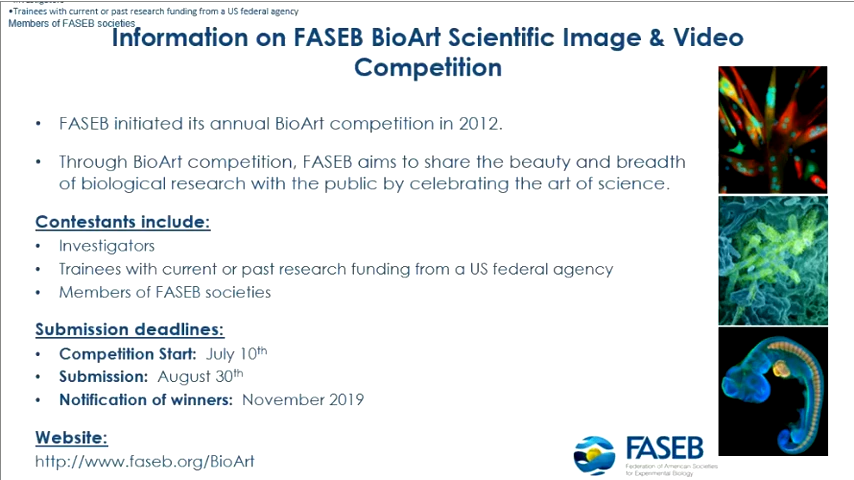 •Trainees with current or past research funding from a US federal agency
Members of FASEB societies
Information on FASEB BioArt Scientific Image & Video
Competition
• FASEB initiated its annual BioArt competition in 2012.
• Through BioArt competition, FASEB aims to share the beauty and breadth
of biological research with the public by celebrating the art of science.
Contestants include:
• Investigators
• Trainees with current or past research funding from a US federal agency
• Members of FASEB societies
Submission deadlines:
• Competition Start: July 10th
• Submission: August 30th
• Notification of winners: November 2019
Website:
http://www.faseb.org/BioArt
FASEB
Federation of American Societies
for Experimental Biology